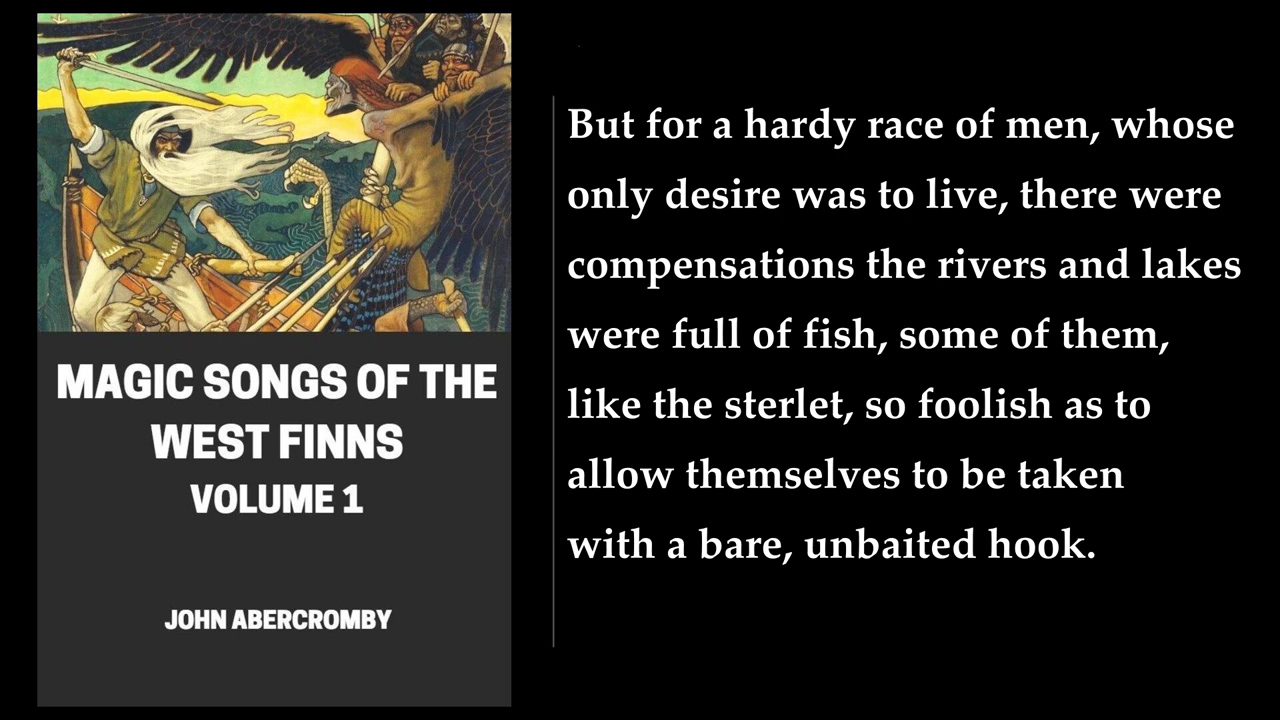 MAGIC SONGS OF THE
WEST FINNS
VOLUME 1
JOHN ABERCROMBY
But for a hardy race of men, whose
only desire was to live, there were
compensations the rivers and lakes
were full of fish, some of them,
like the sterlet, so foolish as to
allow themselves to be taken
with a bare, unbaited hook.